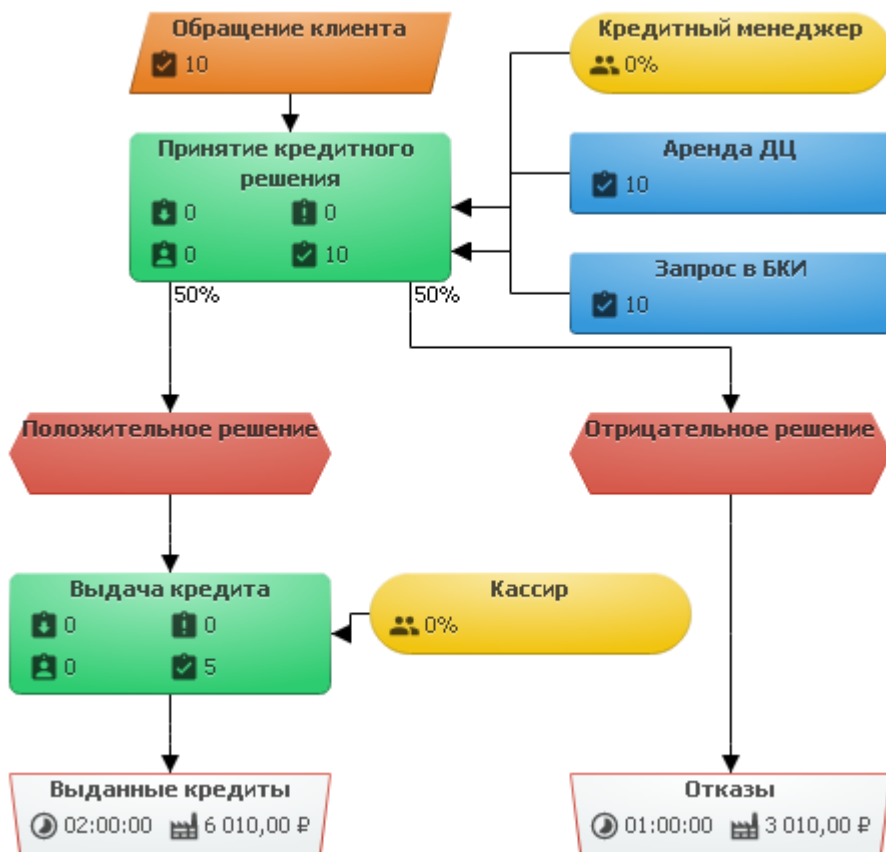 Обращение клиента
10
Кредитный менеджер
0%
Принятие кредитного
решения
0 0
0 10
Аренда ДЦ
10
Запрос в БКИ
10
50% 50%
Положительное решение
Отрицательное решение
Выдача кредита
0 0
0 5
Кассир
0%
Выданные кредиты
02:00:00 6 010,00 ₽
Отказы
01:00:00 3 010,00 ₽